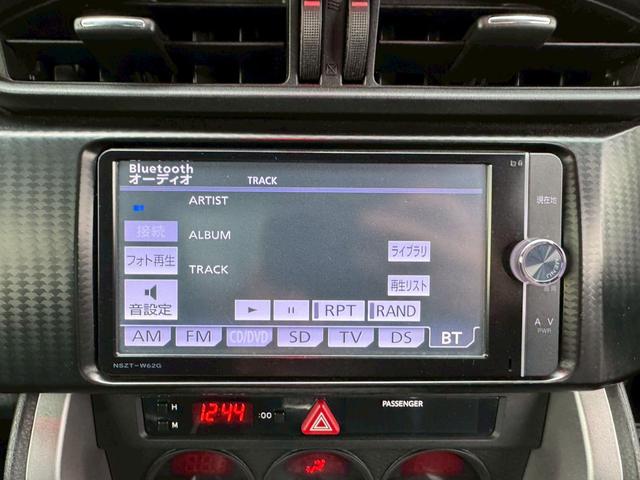 Bluetooth
オーディオ TRACK
ARTIST
接続 ALBUM
ライブラリ
フォト再生 TRACK
再生リスト
音設定
RPT RAND
AM FM CD/DVD SD TV DS BT
NSZT-W62G
現在地
MENU
AV
PWR
H 12:44 :00
M
PASSENGER